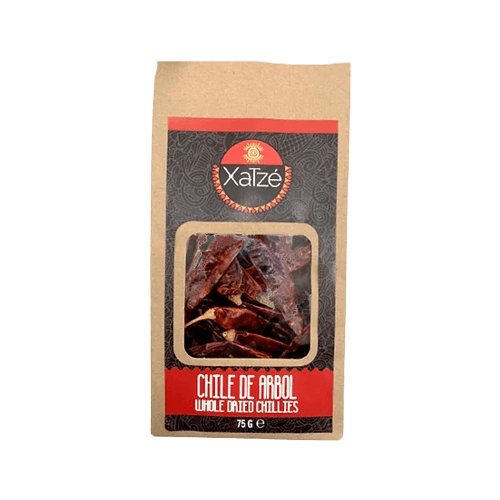 XaTzé
CHILE DE ARBOL
WHOLE DRIED CHILLIES
75 G ℮